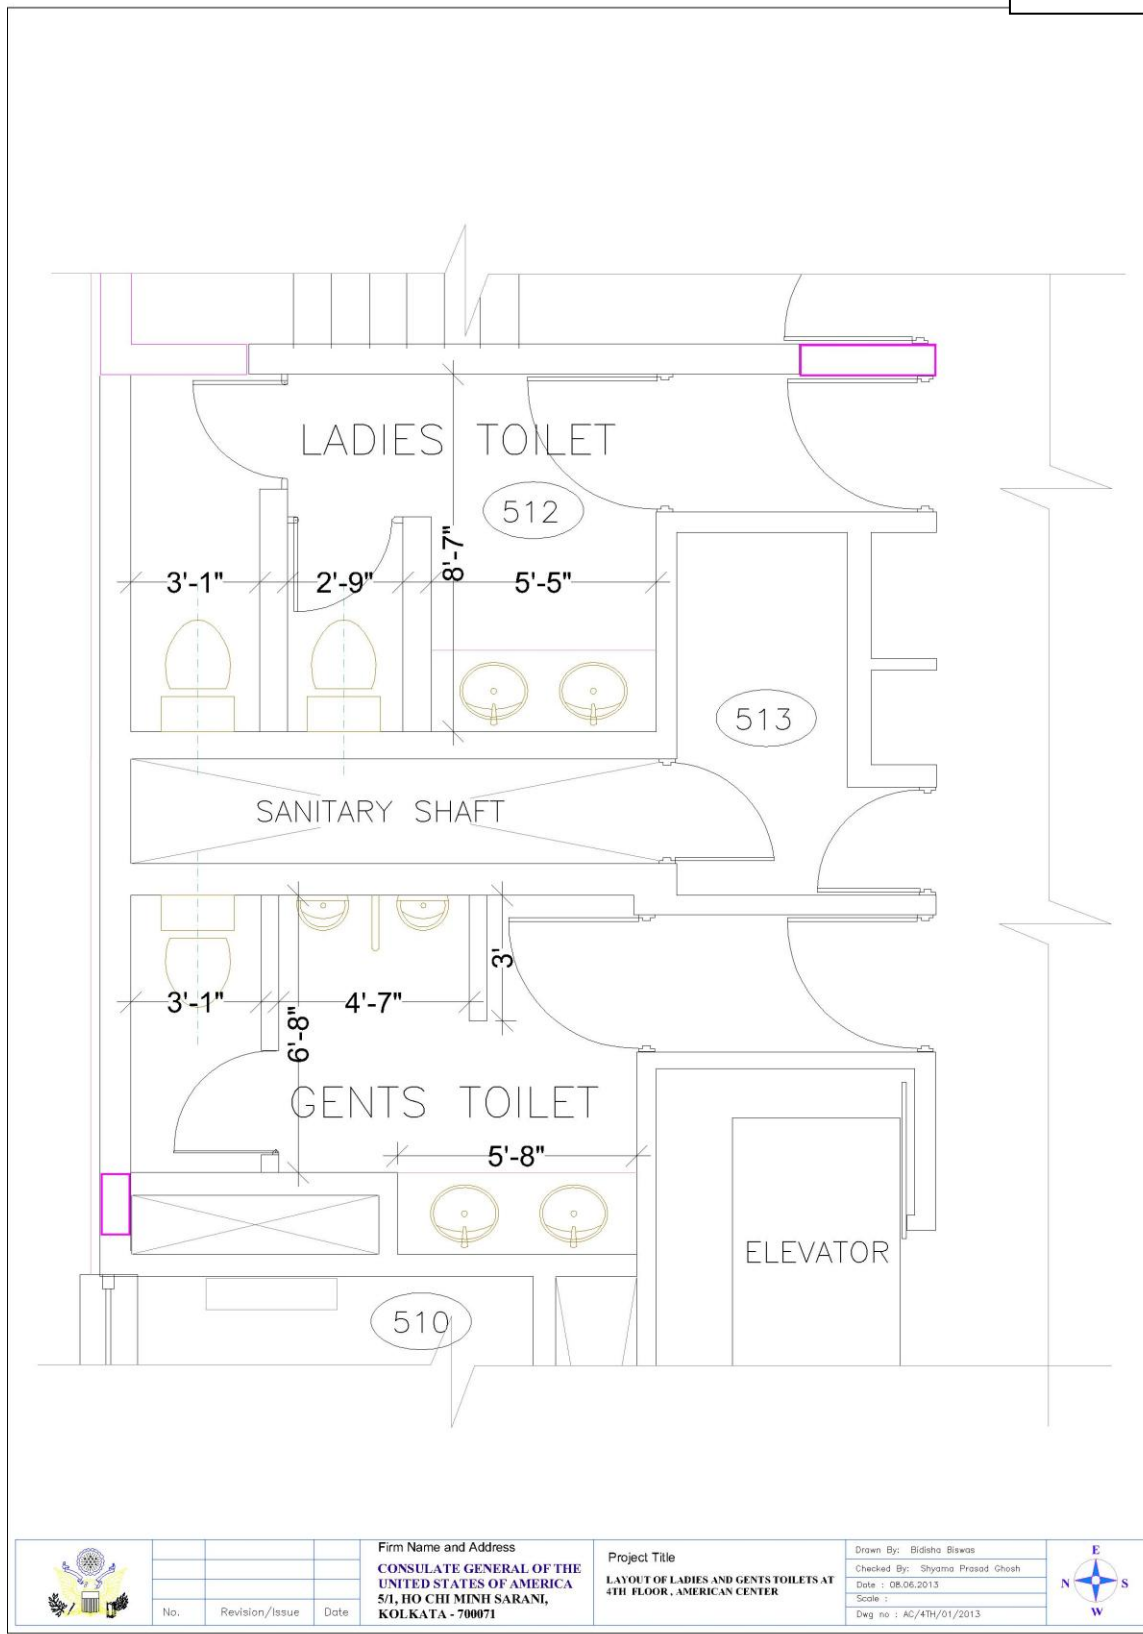 LADIES TOILET
512
8'-7"
3'-1"
2'-9"
5'-5"
513
SANITARY SHAFT
3'
3'-1"
4'-7"
6'-8"
GENTS TOILET
5'-8"
ELEVATOR
510
No.
Revision/Issue
Date
Firm Name and Address
CONSULATE GENERAL OF THE
UNITED STATES OF AMERICA
5/1, HO CHI MINH SARANI,
KOLKATA - 700071
Project Title
LAYOUT OF LADIES AND GENTS TOILETS AT
4TH FLOOR , AMERICAN CENTER
Drawn By: Bidisha Biswas
Checked By: Shyama Prasad Ghosh
Date : 08.06.2013
Scale :
Dwg no : AC/4TH/01/2013
E
N S
W